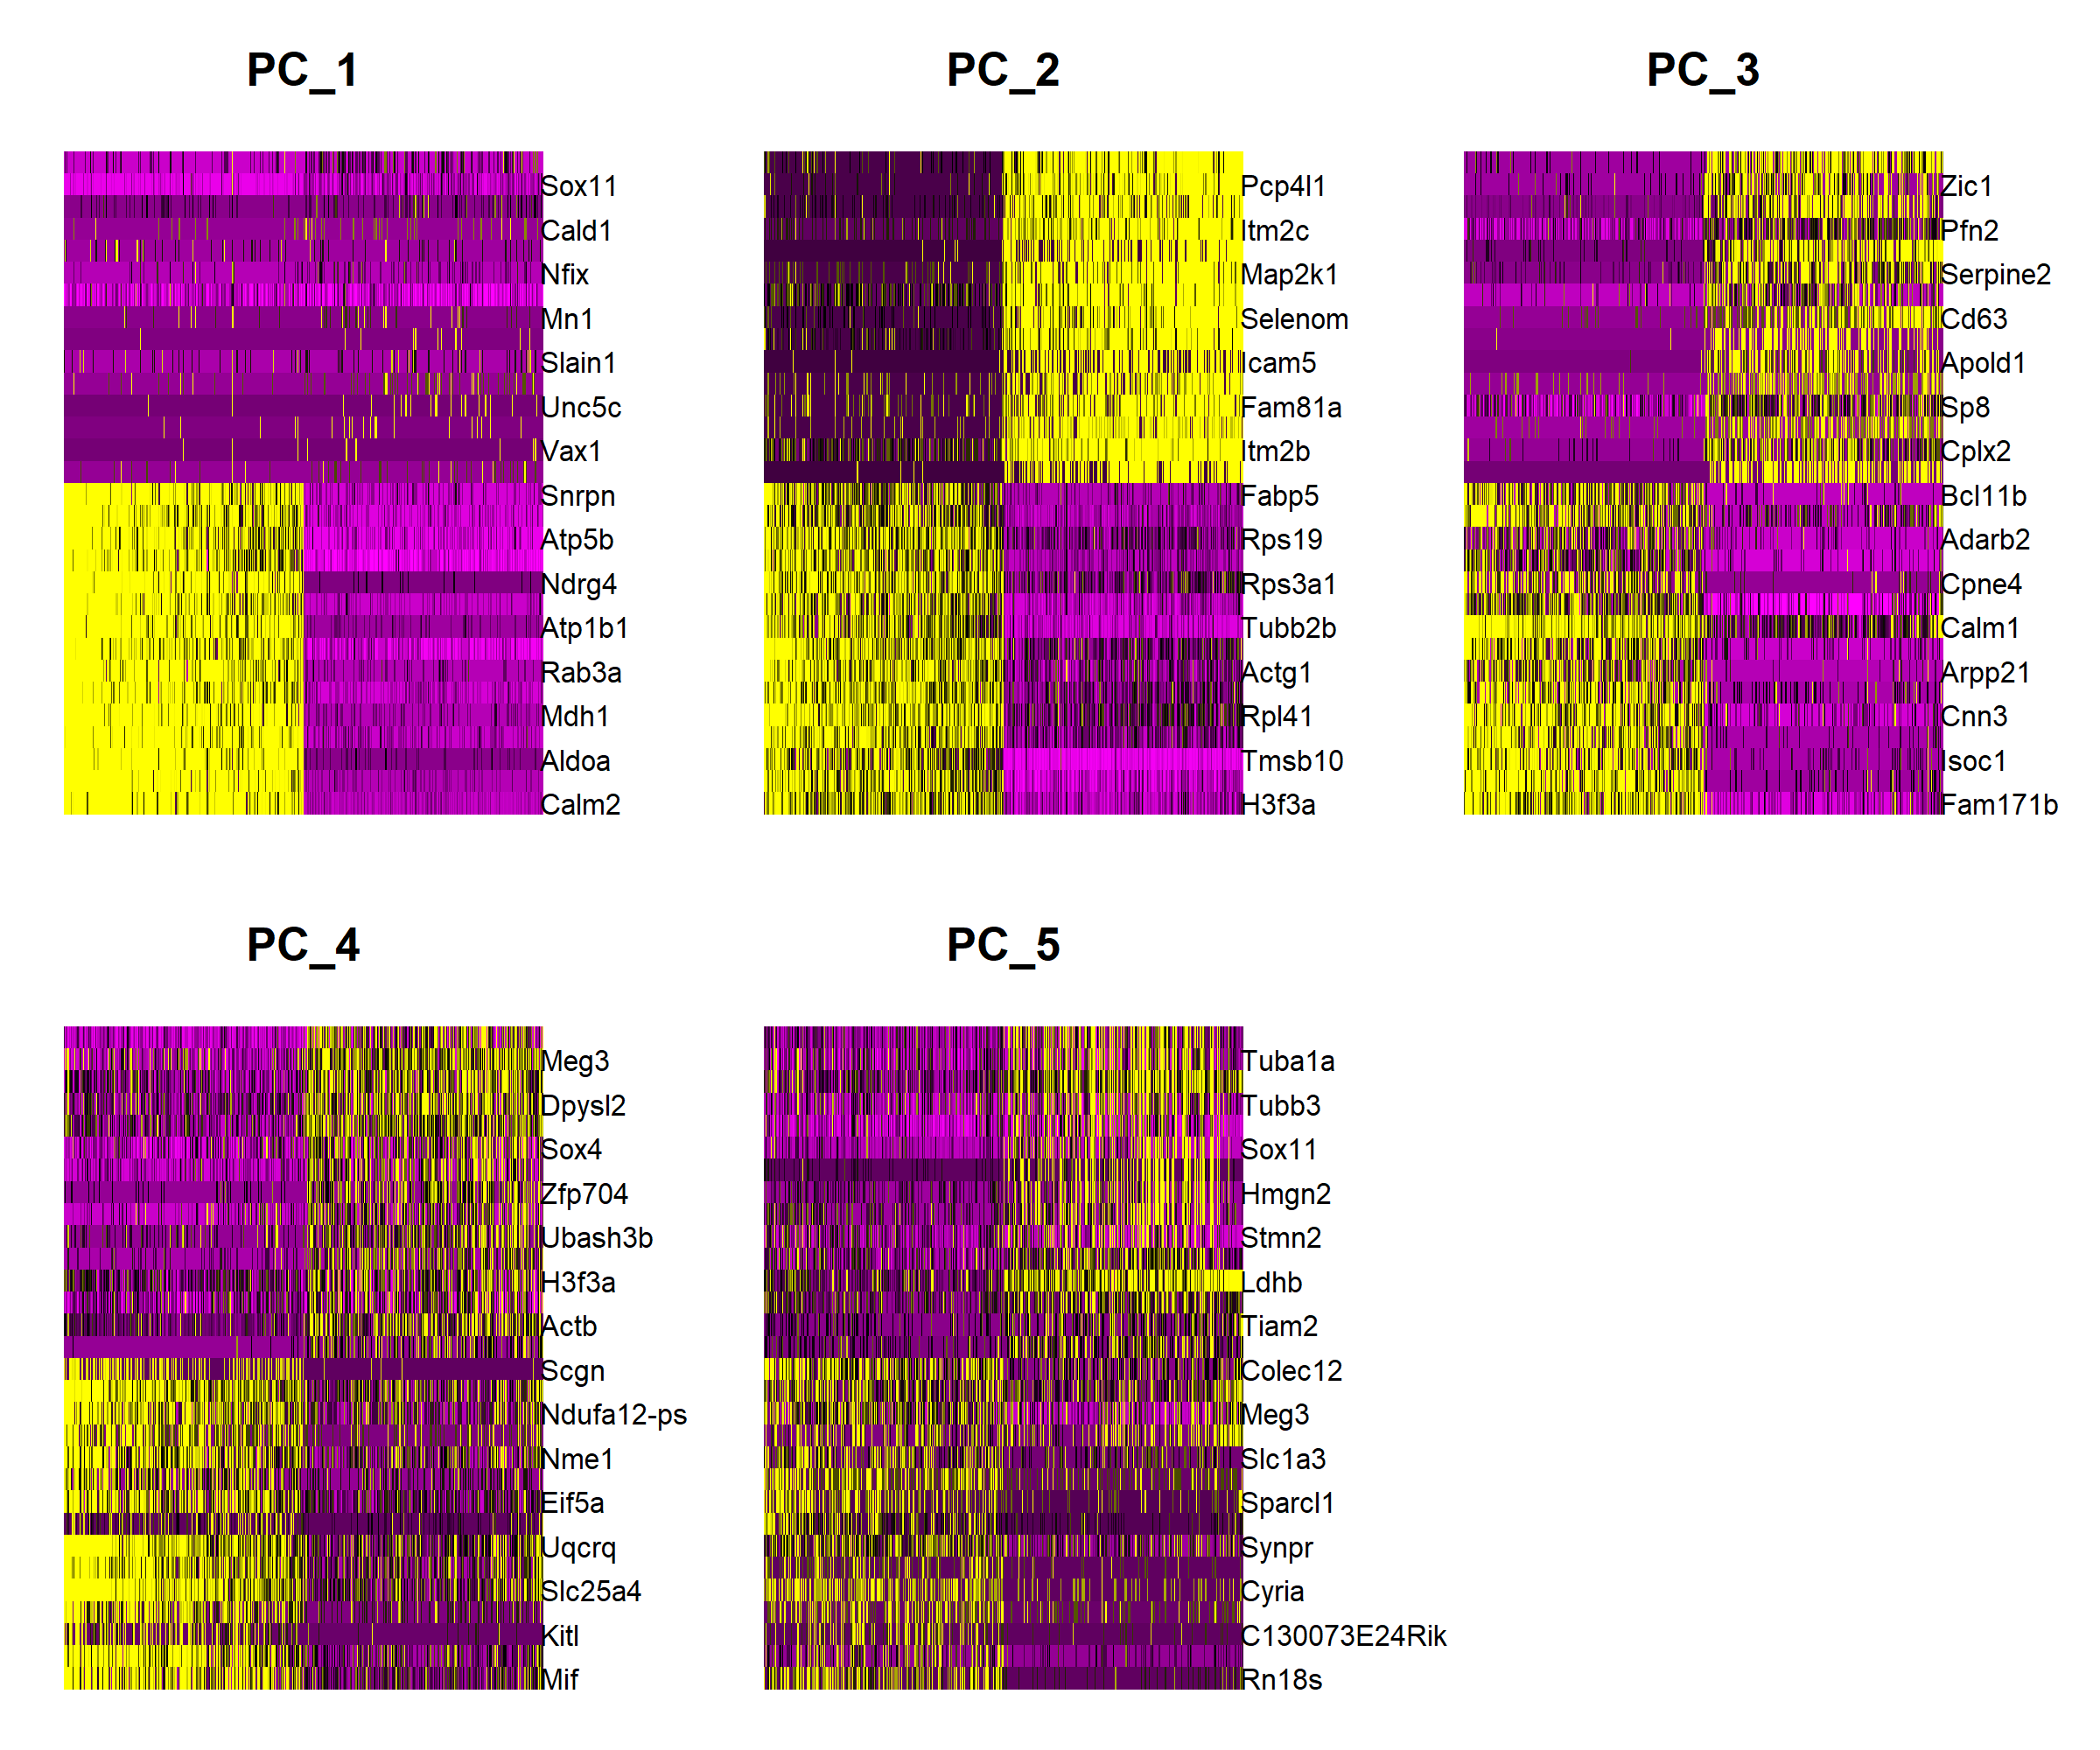 PC_1
Sox11
Cald1
Nfix
Mn1
Slain1
Unc5c
Vax1
Snrpn
Atp5b
Ndrg4
Atp1b1
Rab3a
Mdh1
Aldoa
Calm2
PC_2
Pcp4l1
Itm2c
Map2k1
Selenom
Icam5
Fam81a
Itm2b
Fabp5
Rps19
Rps3a1
Tubb2b
Actg1
Rpl41
Tmsb10
H3f3a
PC_3
Zic1
Pfn2
Serpine2
Cd63
Apold1
Sp8
Cplx2
Bcl11b
Adarb2
Cpne4
Calm1
Arpp21
Cnn3
Isoc1
Fam171b
PC_4
Meg3
Dpysl2
Sox4
Zfp704
Ubash3b
H3f3a
Actb
Scgn
Ndufa12-ps
Nme1
Eif5a
Uqcrq
Slc25a4
Kitl
Mif
PC_5
Tuba1a
Tubb3
Sox11
Hmgn2
Stmn2
Ldhb
Tiam2
Colec12
Meg3
Slc1a3
Sparcl1
Synpr
Cyria
C130073E24Rik
Rn18s